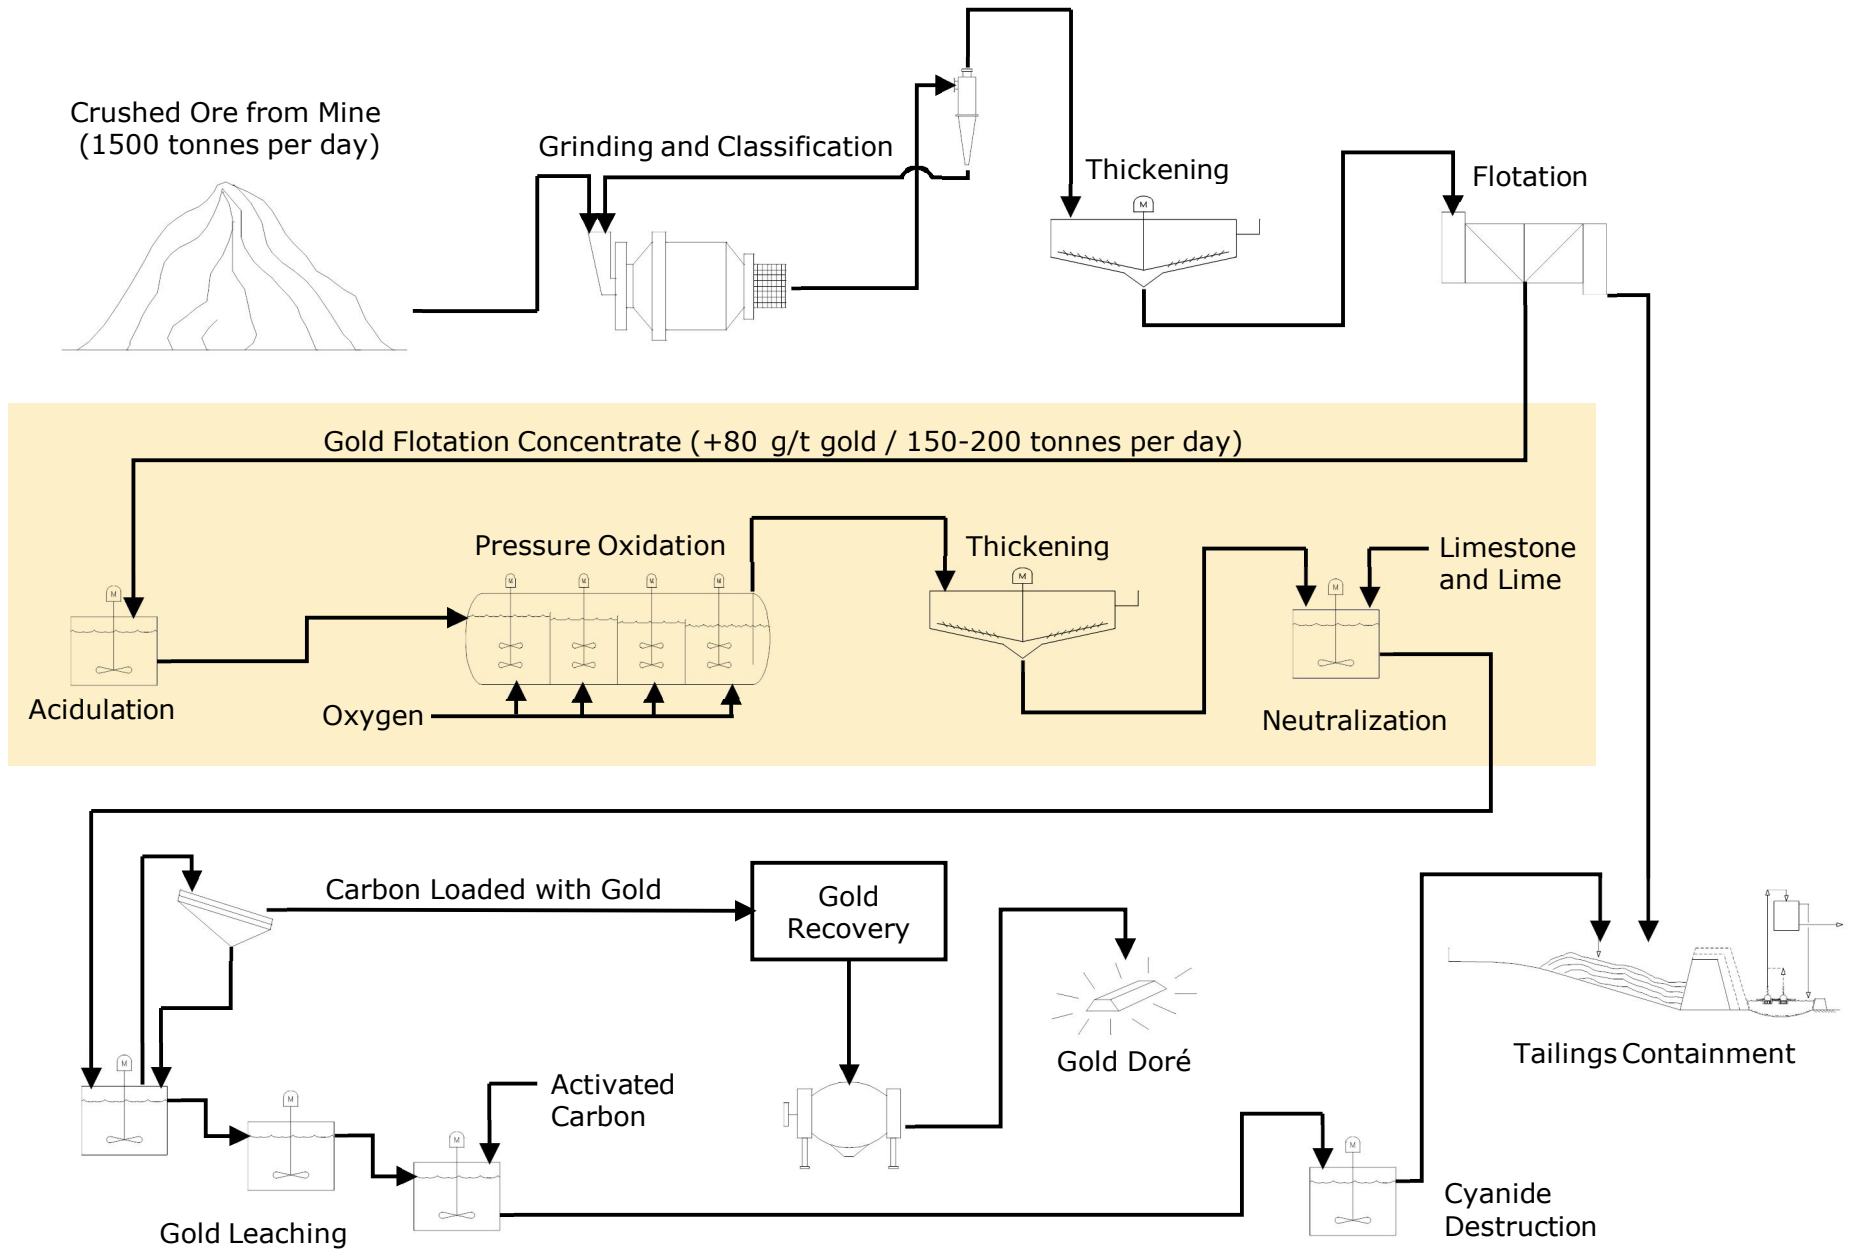 Crushed Ore from Mine
(1500 tonnes per day)
Grinding and Classification
Thickening
M
Flotation
Gold Flotation Concentrate (+80 g/t gold / 150-200 tonnes per day)
Pressure Oxidation
Thickening
Limestone
and Lime
M
M
M
M
M
M
M
Acidulation
Oxygen
Neutralization
Carbon Loaded with Gold
Gold
Recovery
Gold Doré
Tailings Containment
M
M
M
Activated
Carbon
M
Gold Leaching
Cyanide
Destruction